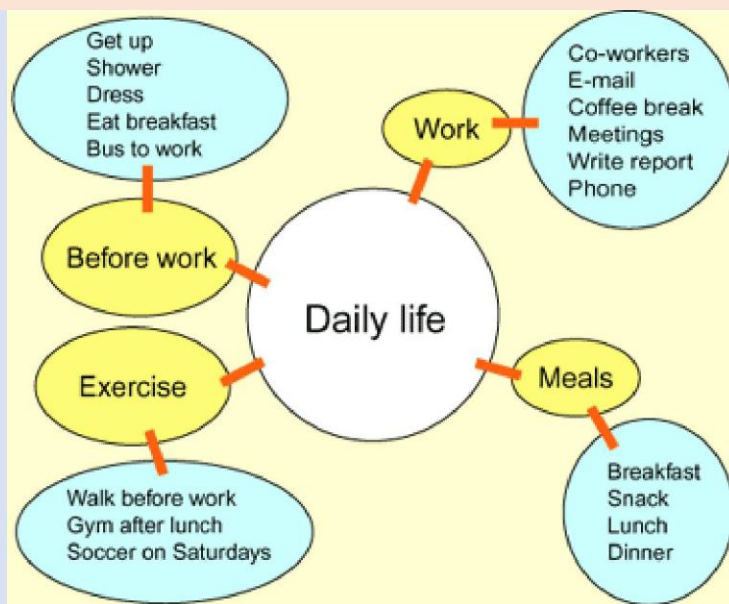 Get up
Shower
Dress
Eat breakfast
Bus to work
Before work
Work
Co-workers
E-mail
Coffee break
Meetings
Write report
Phone
Daily life
Exercise
Walk before work
Gym after lunch
Soccer on Saturdays
Meals
Breakfast
Snack
Lunch
Dinner